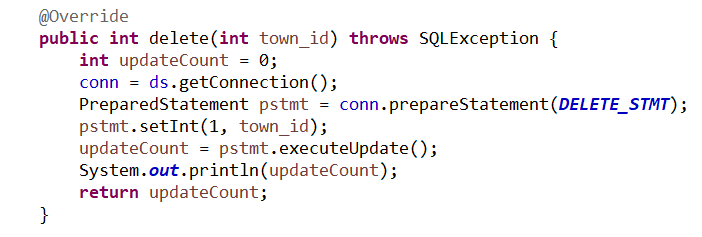 @Override
public int delete(int town_id) throws SQLException {
    int updateCount = 0;
    conn = ds.getConnection();
    PreparedStatement pstmt = conn.prepareStatement(DELETE_STMT);
    pstmt.setInt(1, town_id);
    updateCount = pstmt.executeUpdate();
    System.out.println(updateCount);
    return updateCount;
}